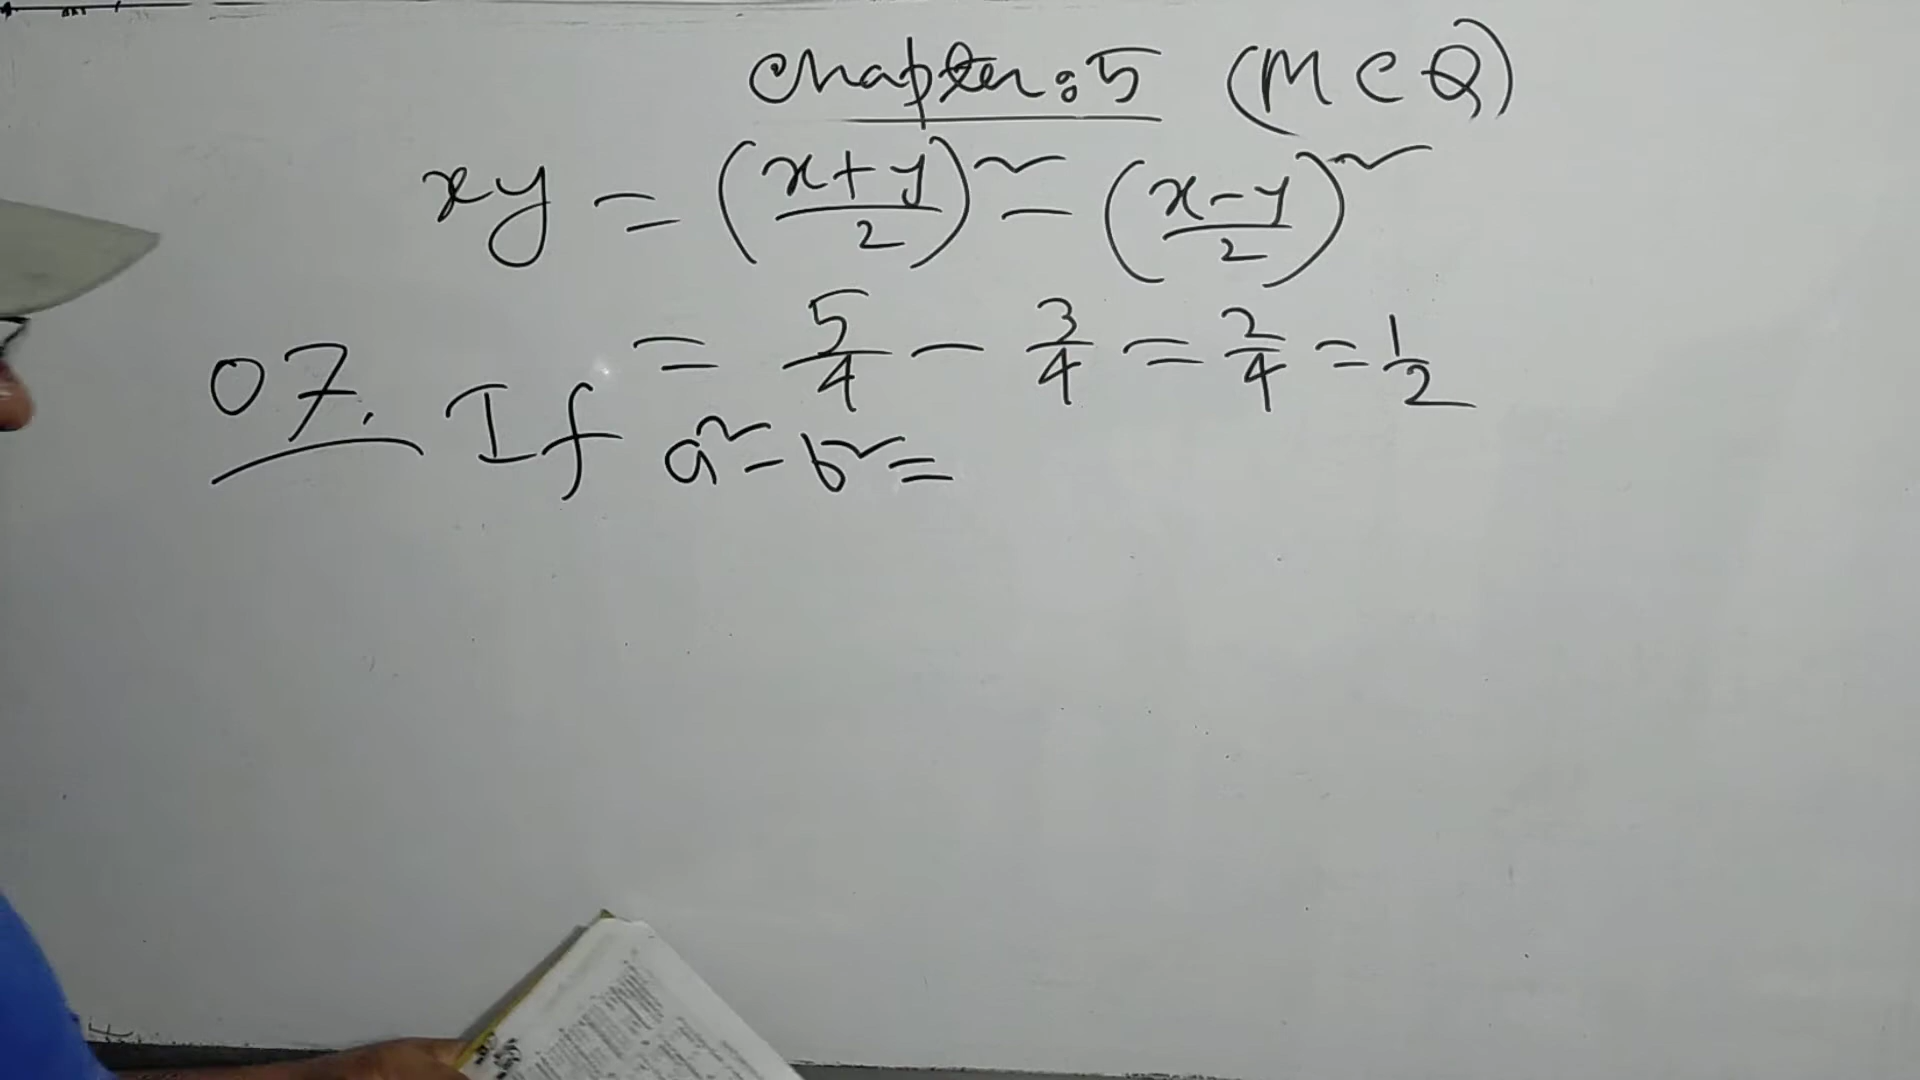 Chapter: 5 (MCQ)
xy = (x+y/2)² = (x-y/2)²
= 5/4 - 3/4 = 2/4 = 1/2
07. If a² - b² =